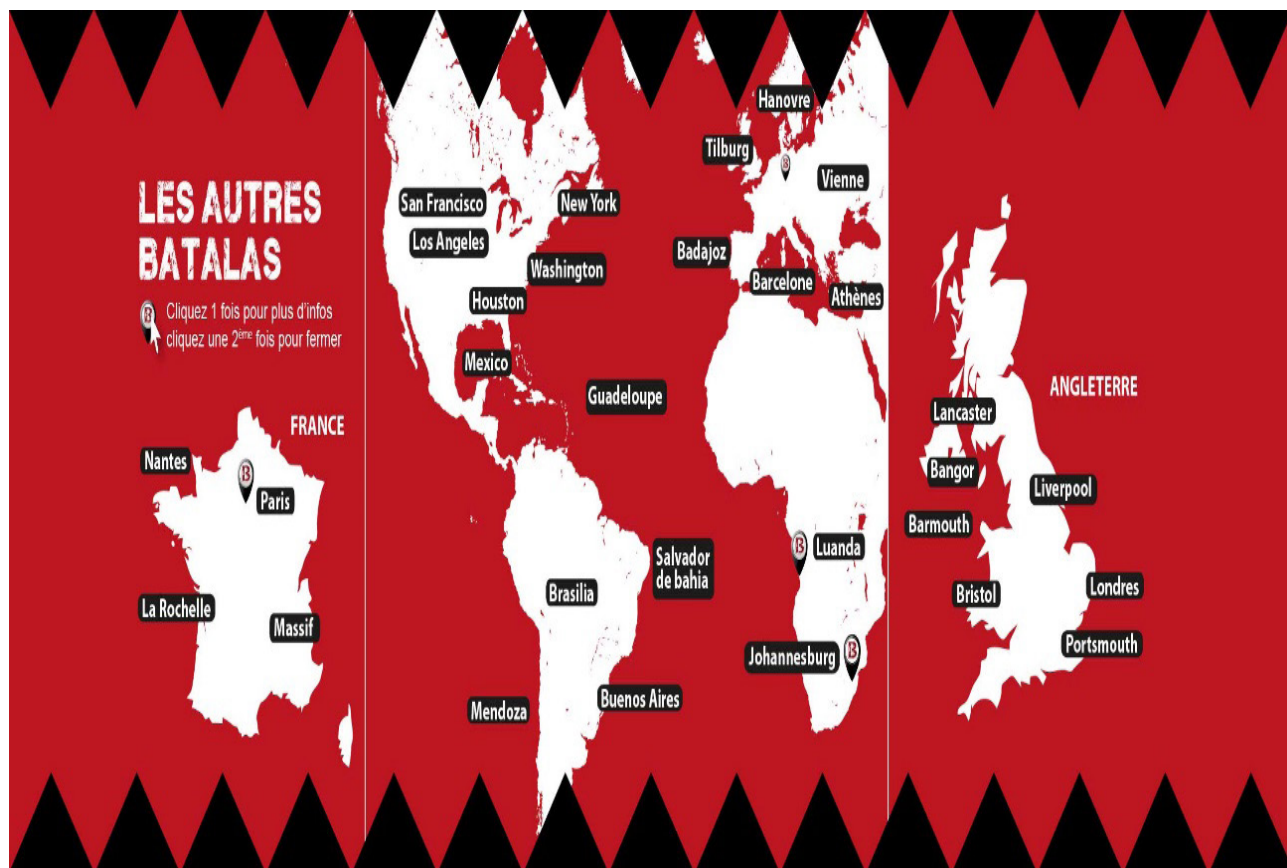 LES AUTRES
BATALAS
Cliquez 1 fois pour plus d'infos
cliquez une 2ème fois pour fermer
FRANCE
Nantes
Paris
La Rochelle
Massif
Hanovre
Tilburg
Vienne
San Francisco
New York
Los Angeles
Washington
Badajoz
Barcelone
Athènes
Houston
Mexico
Guadeloupe
Luanda
Salvador
de bahia
Brasilia
Johannesburg
Mendoza
Buenos Aires
ANGLETERRE
Lancaster
Bangor
Liverpool
Barmouth
Bristol
Londres
Portsmouth